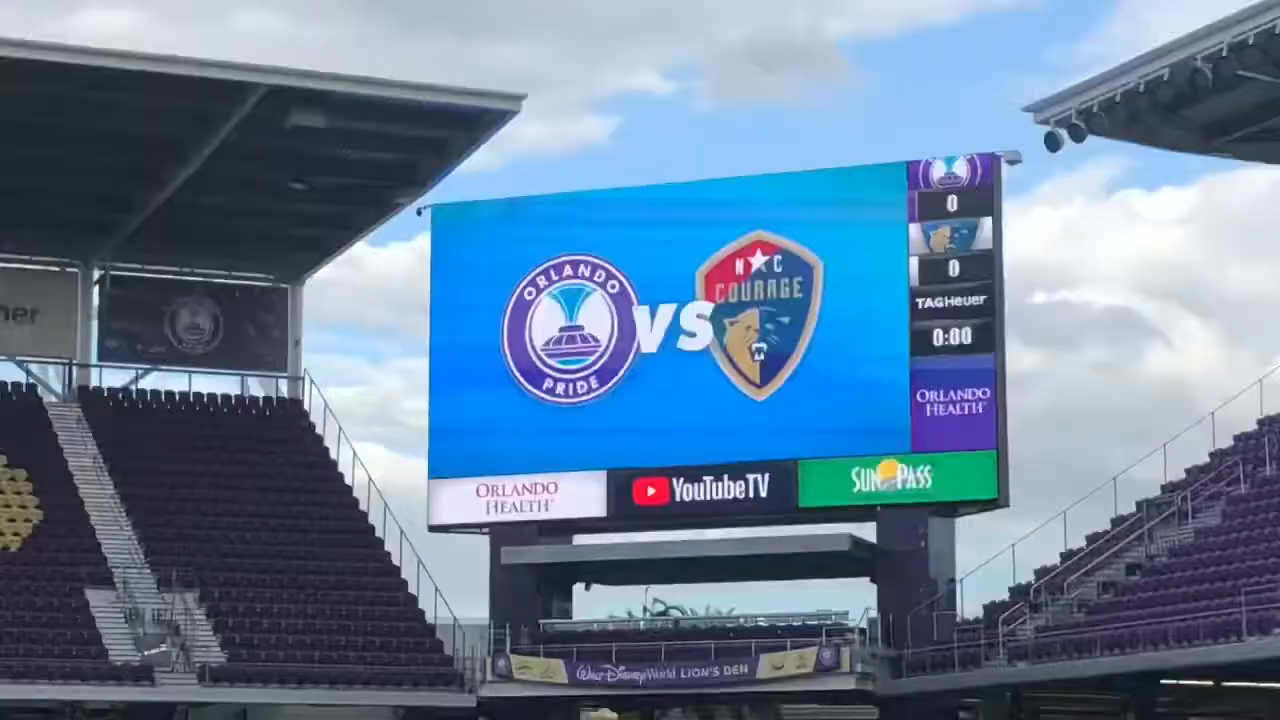 ORLANDO
PRIDE
VS
N C
COURAGE
0
0
TAGHeuer
0:00
ORLANDO
HEALTH
ORLANDO
HEALTH
YouTubeTV
SUNPASS
Walt Disney World LION'S DEN